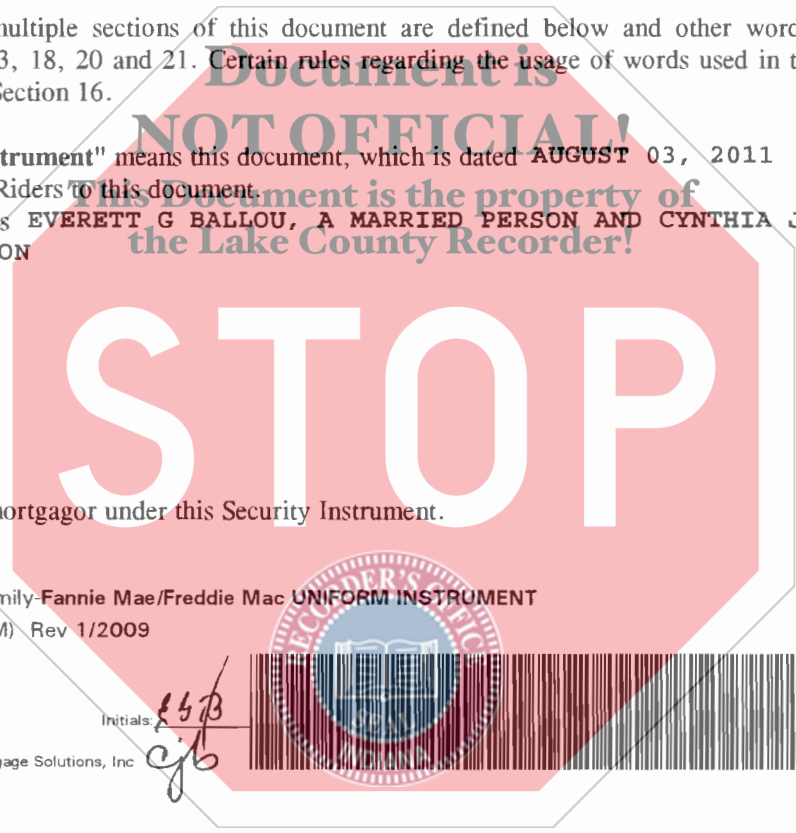 multiple sections of this document are defined below and other word
3, 18, 20 and 21. Certain rules regarding the usage of words used in t
Section 16.
Document is
NOT OFFICIAL!
trument" means this document, which is dated AUGUST 03, 2011
Riders to this document.
This Document is the property of
s EVERETT G BALLOU, A MARRIED PERSON AND CYNTHIA J
the Lake County Recorder!
ON
STOP
mortgagor under this Security Instrument.
mily-Fannie Mae/Freddie Mac UNIFORM INSTRUMENT
M) Rev 1/2009
RECORDER'S OFFICE
SEAL
INDIANA
Initials: EGB
gage Solutions, Inc CJB